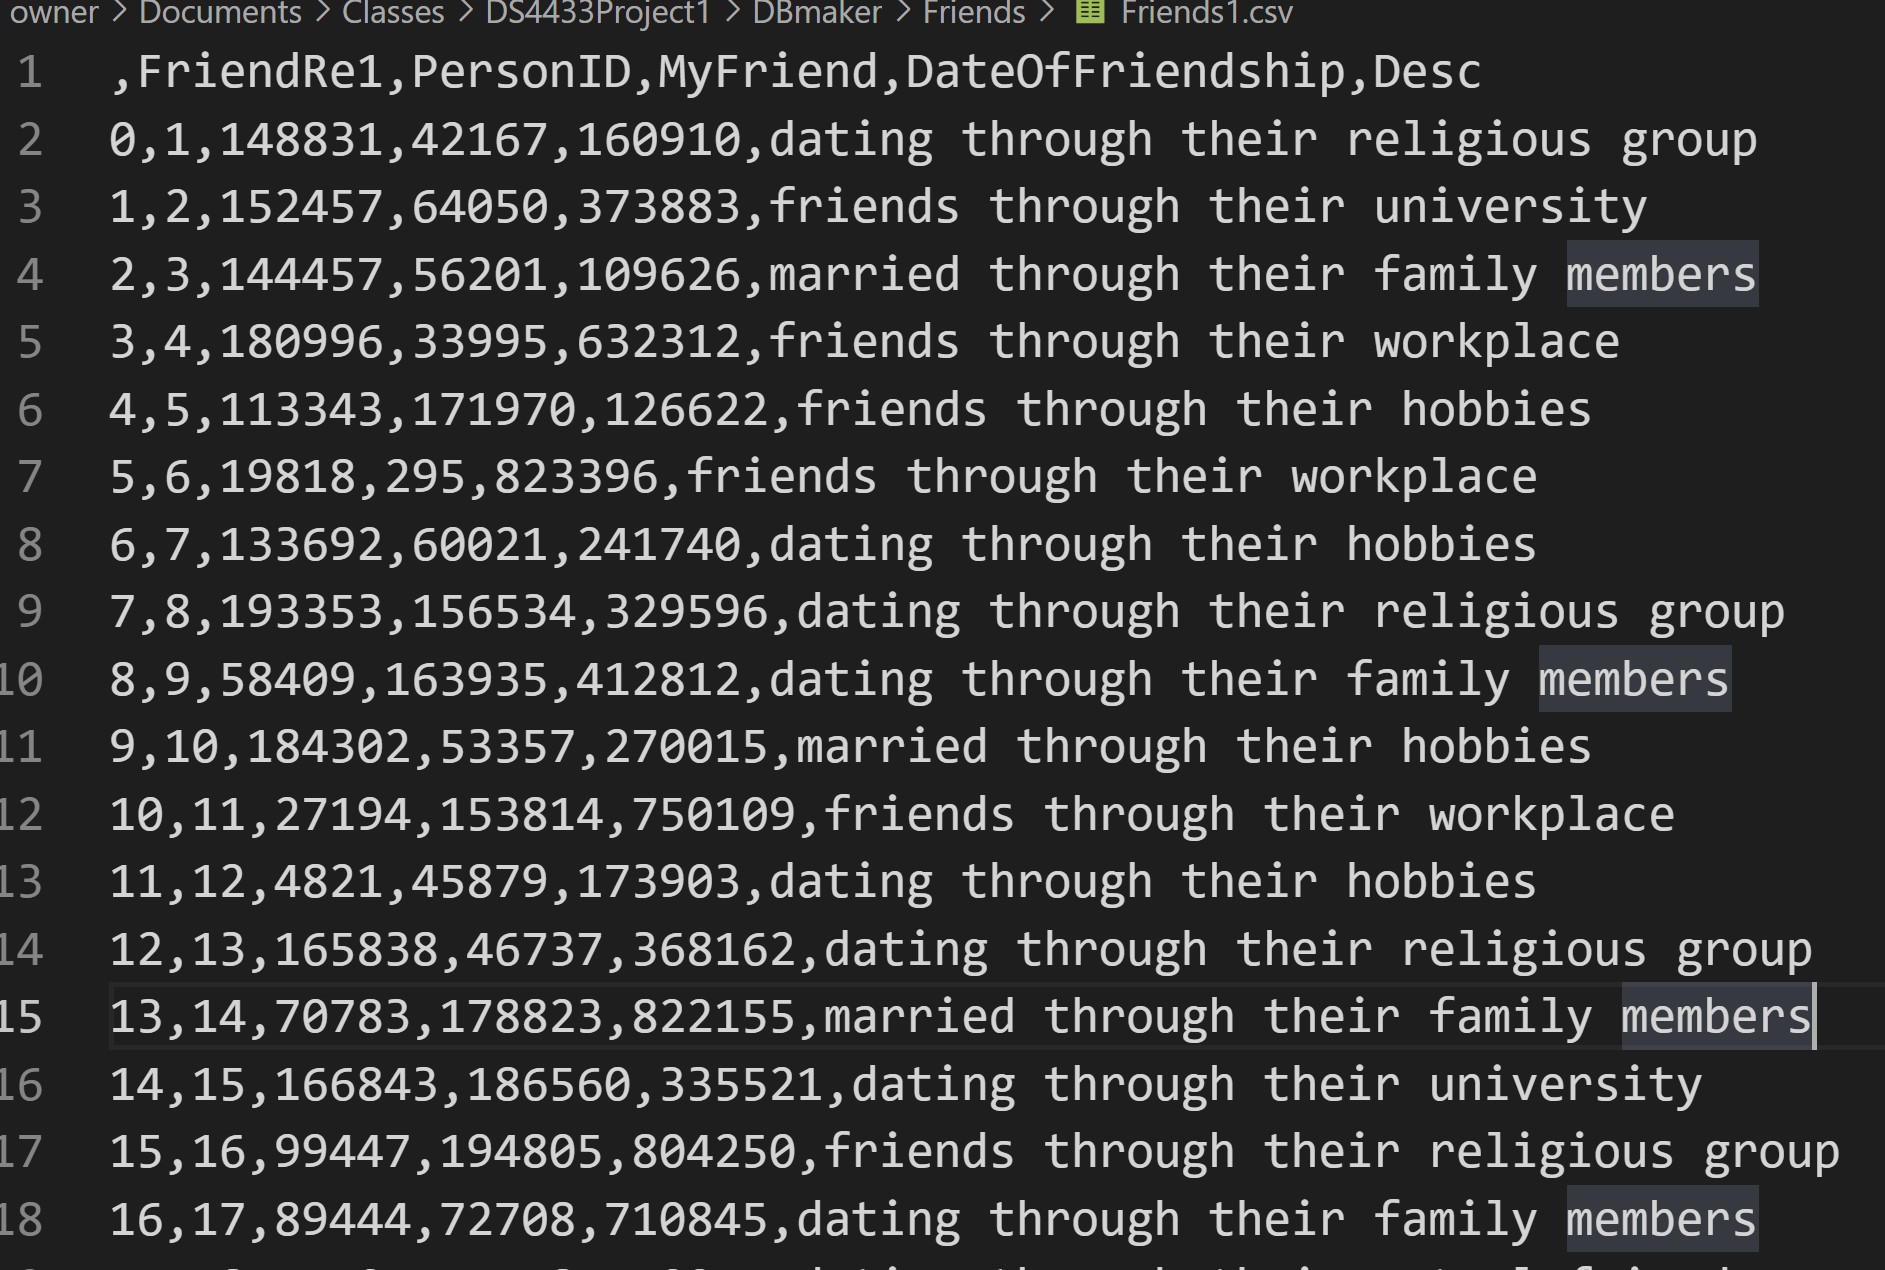 owner > Documents > Classes > DS4433Project1 > DBmaker > Friends > Friends1.csv
1 ,FriendRe1,PersonID,MyFriend,DateOfFriendship,Desc
2 0,1,148831,42167,160910,dating through their religious group
3 1,2,152457,64050,373883,friends through their university
4 2,3,144457,56201,109626,married through their family members
5 3,4,180996,33995,632312,friends through their workplace
6 4,5,113343,171970,126622,friends through their hobbies
7 5,6,19818,295,823396,friends through their workplace
8 6,7,133692,60021,241740,dating through their hobbies
9 7,8,193353,156534,329596,dating through their religious group
10 8,9,58409,163935,412812,dating through their family members
11 9,10,184302,53357,270015,married through their hobbies
12 10,11,27194,153814,750109,friends through their workplace
13 11,12,4821,45879,173903,dating through their hobbies
14 12,13,165838,46737,368162,dating through their religious group
15 13,14,70783,178823,822155,married through their family members
16 14,15,166843,186560,335521,dating through their university
17 15,16,99447,194805,804250,friends through their religious group
18 16,17,89444,72708,710845,dating through their family members